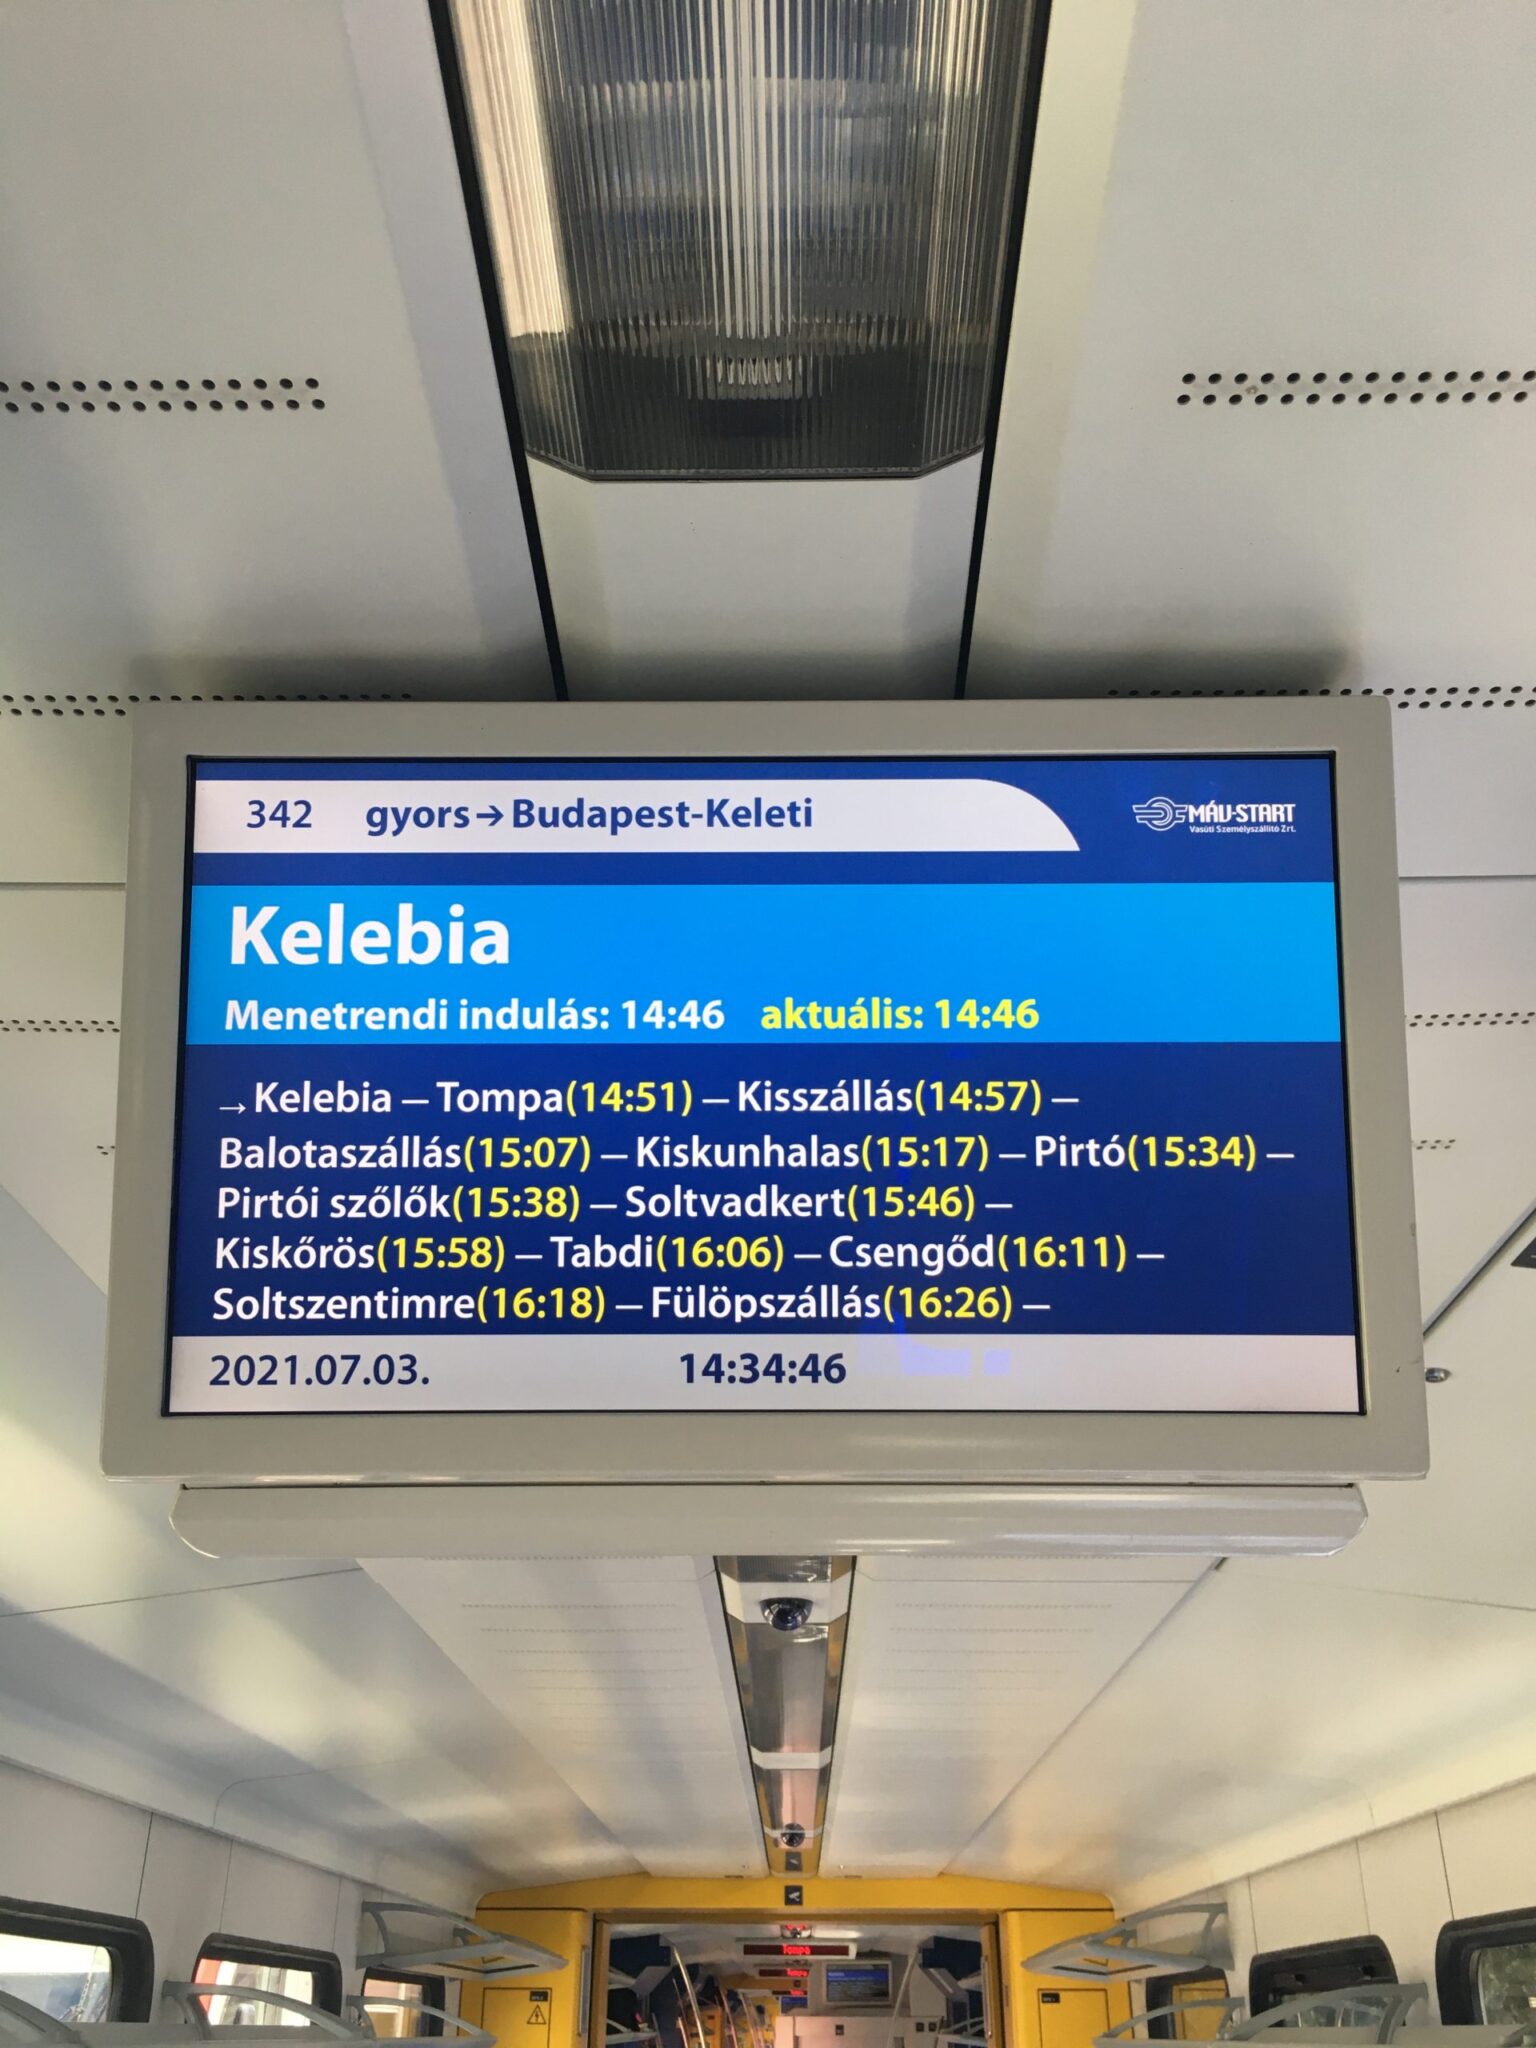 342 gyors→Budapest-Keleti
MÁV-START
Vasúti Személyszállító Zrt.
Kelebia
Menetrendi indulás: 14:46 aktuális: 14:46
→Kelebia – Tompa(14:51) – Kisszállás(14:57) –
Balotaszállás(15:07) – Kiskunhalas(15:17) – Pirtó(15:34) –
Pirtói szőlők(15:38) – Soltvadkert(15:46) –
Kiskőrös(15:58) – Tabdi(16:06) – Csengőd(16:11) –
Soltszentimre(16:18) – Fülöpszállás(16:26) –
2021.07.03. 14:34:46
Tompa
Tompa